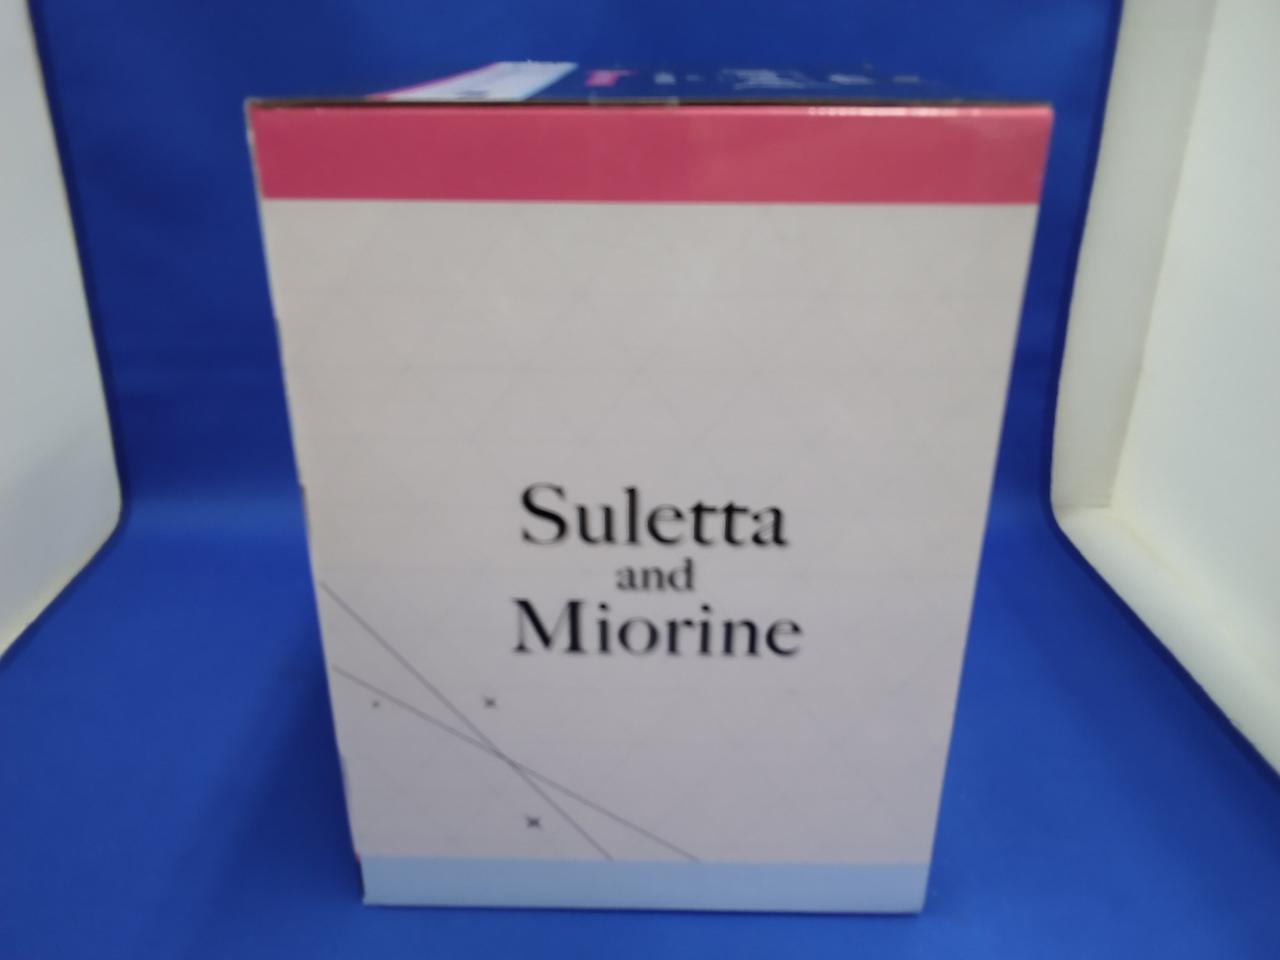 Suletta
and
Miorine